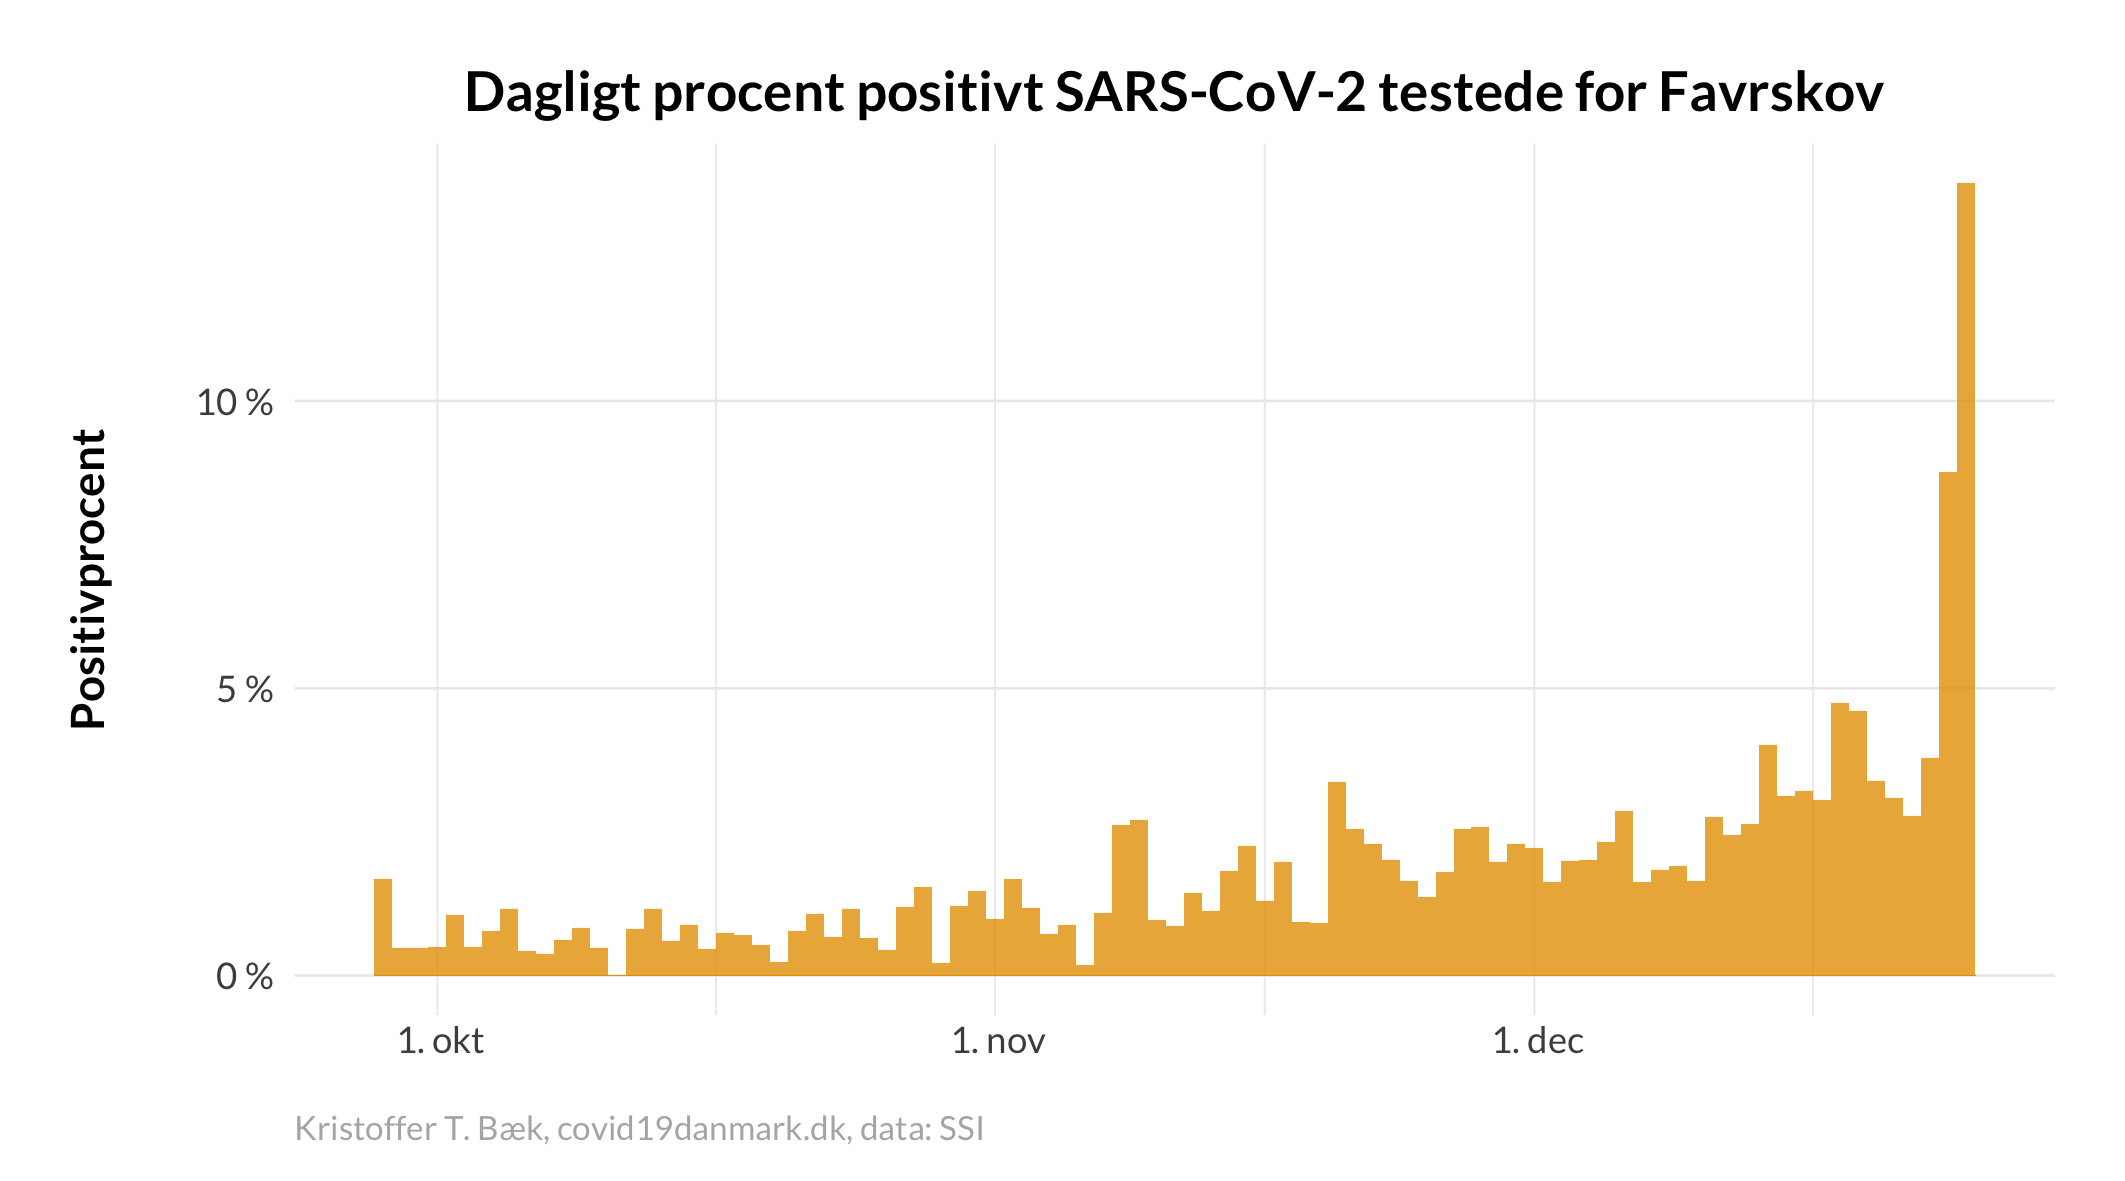 Dagligt procent positivt SARS-CoV-2 testede for Favrskov
Positivprocent
10 %
5 %
0 %
1. okt
1. nov
1. dec
Kristoffer T. Bæk, covid19danmark.dk, data: SSI